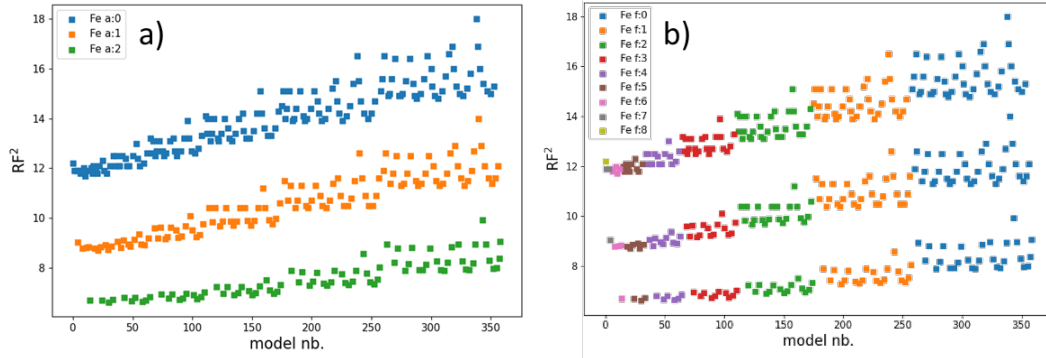 a)
Fe a:0
Fe a:1
Fe a:2
18
16
14
12
10
8
RF²
0 50 100 150 200 250 300 350
model nb.
b)
Fe f:0
Fe f:1
Fe f:2
Fe f:3
Fe f:4
Fe f:5
Fe f:6
Fe f:7
Fe f:8
18
16
14
12
10
8
RF²
0 50 100 150 200 250 300 350
model nb.